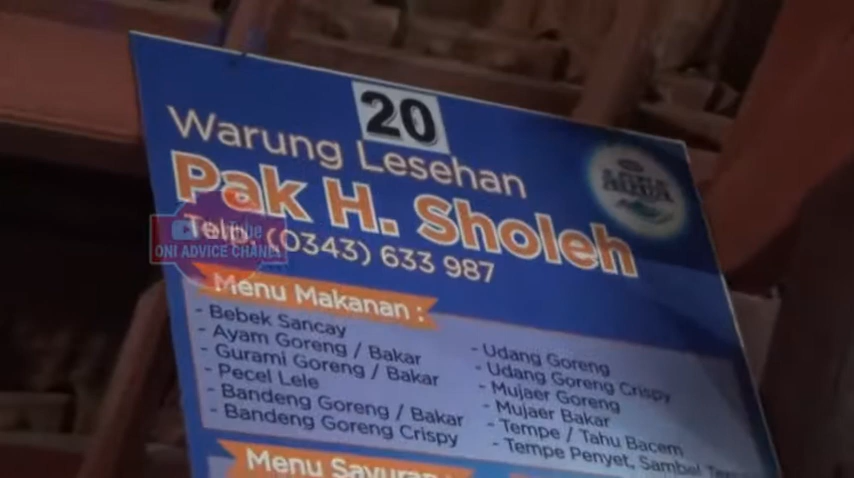 20
Warung Lesehan
Pak H. Sholeh
Telp. (0343) 633 987
YouTube
ONI ADVICE CHANEL
Menu Makanan :
- Bebek Sancay
- Ayam Goreng / Bakar
- Gurami Goreng / Bakar
- Pecel Lele
- Bandeng Goreng / Bakar
- Bandeng Goreng Crispy
- Udang Goreng
- Udang Goreng Crispy
- Mujaer Goreng
- Mujaer Bakar
- Tempe / Tahu Bacem
- Tempe Penyet, Sambel
Menu Sayuran